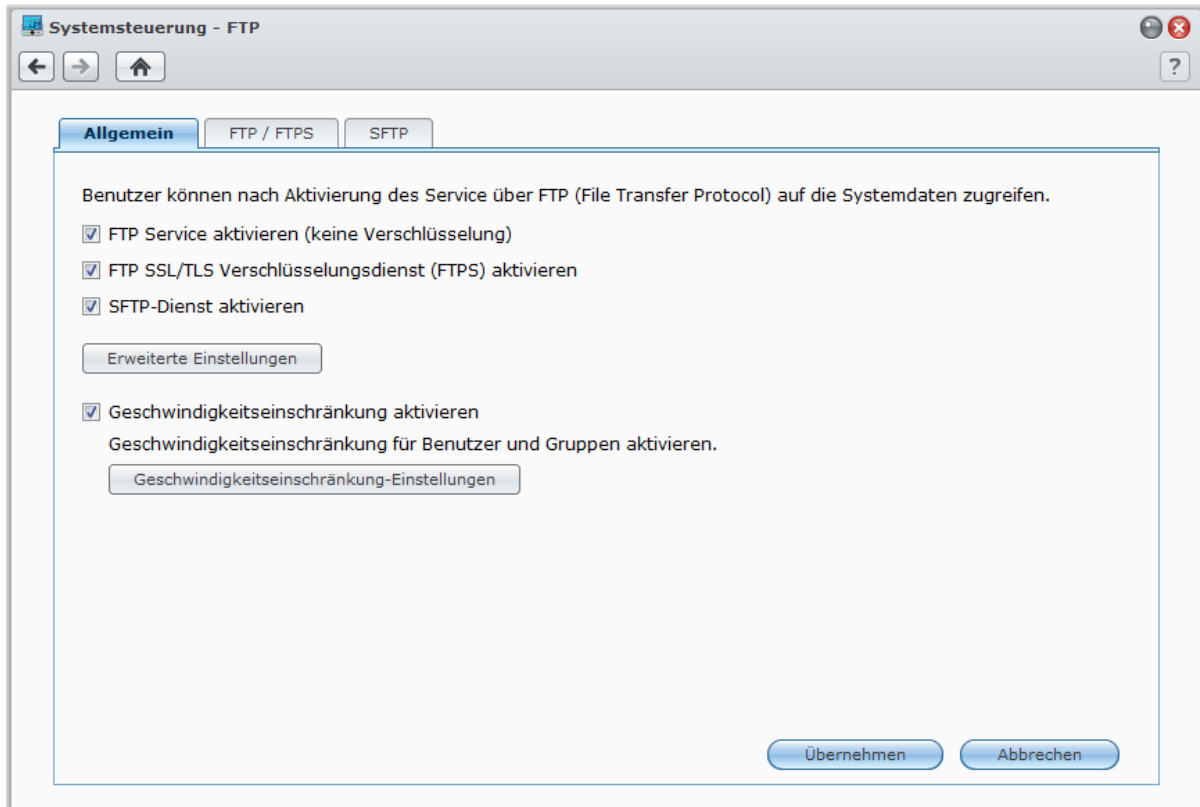 Systemsteuerung - FTP
?
Allgemein
FTP / FTPS
SFTP
Benutzer können nach Aktivierung des Service über FTP (File Transfer Protocol) auf die Systemdaten zugreifen.
FTP Service aktivieren (keine Verschlüsselung)
FTP SSL/TLS Verschlüsselungsdienst (FTPS) aktivieren
SFTP-Dienst aktivieren
Erweiterte Einstellungen
Geschwindigkeitseinschränkung aktivieren
Geschwindigkeitseinschränkung für Benutzer und Gruppen aktivieren.
Geschwindigkeitseinschränkung-Einstellungen
Übernehmen
Abbrechen